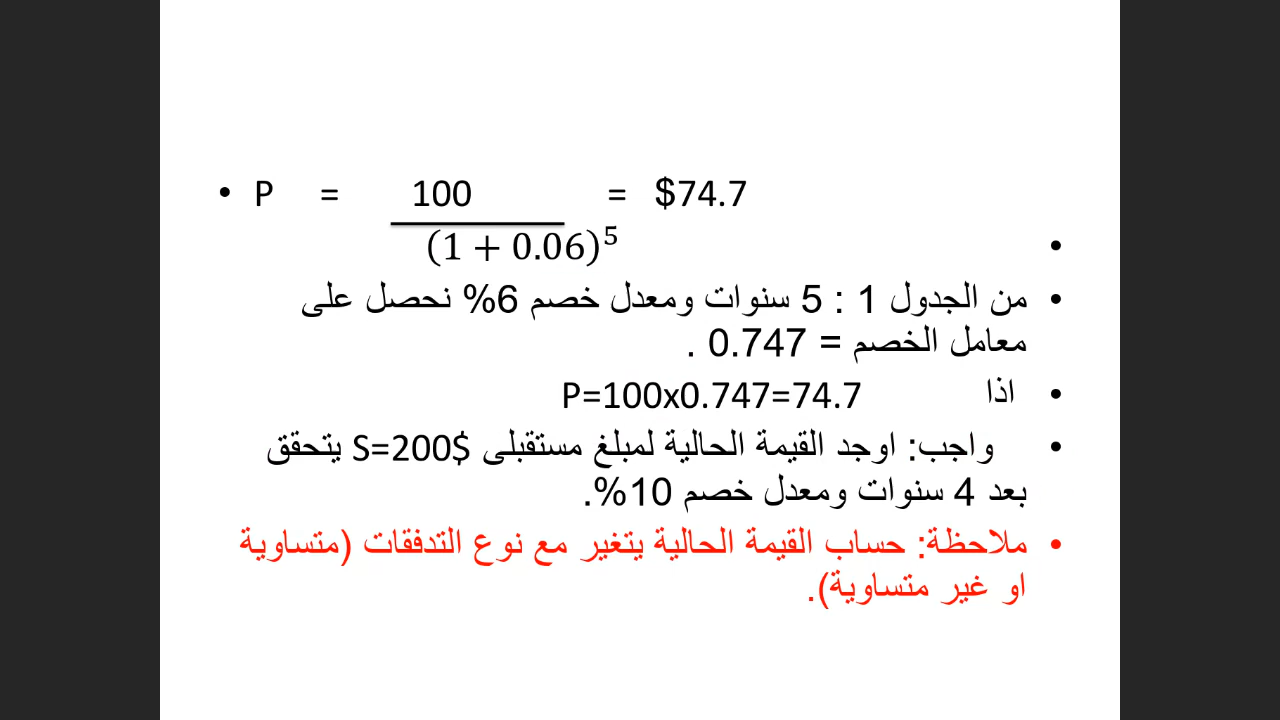 • P = 100 = $74.7
(1 + 0.06)^5
•
• من الجدول 1 : 5 سنوات ومعدل خصم 6% نحصل على
معامل الخصم = 0.747 .
• اذا P=100x0.747=74.7
• واجب: اوجد القيمة الحالية لمبلغ مستقبلى S=200$ يتحقق
بعد 4 سنوات ومعدل خصم 10%.
• ملاحظة: حساب القيمة الحالية يتغير مع نوع التدفقات (متساوية
او غير متساوية).